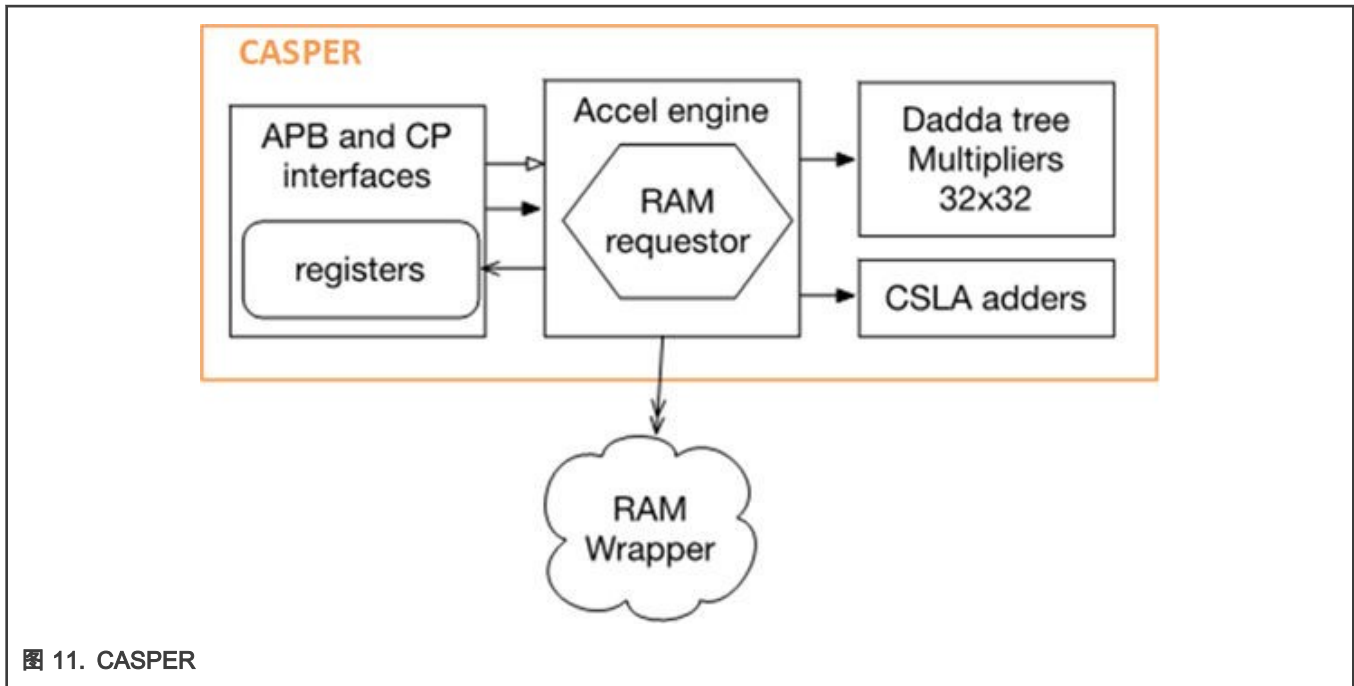 CASPER
APB and CP
interfaces
registers
Accel engine
RAM
requestor
Dadda tree
Multipliers
32x32
CSLA adders
RAM
Wrapper
图 11. CASPER